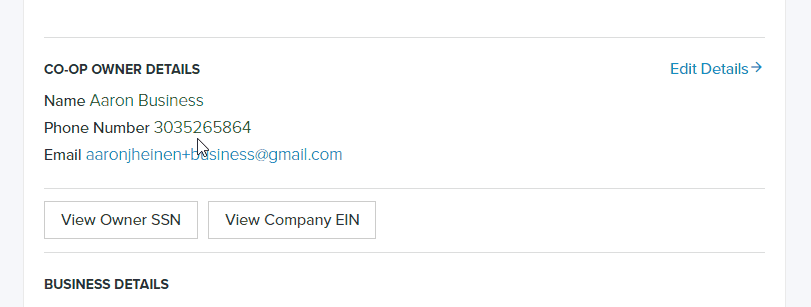 CO-OP OWNER DETAILS
Edit Details→
Name Aaron Business
Phone Number 3035265864
Email aaronjheinen+business@gmail.com
View Owner SSN
View Company EIN
BUSINESS DETAILS